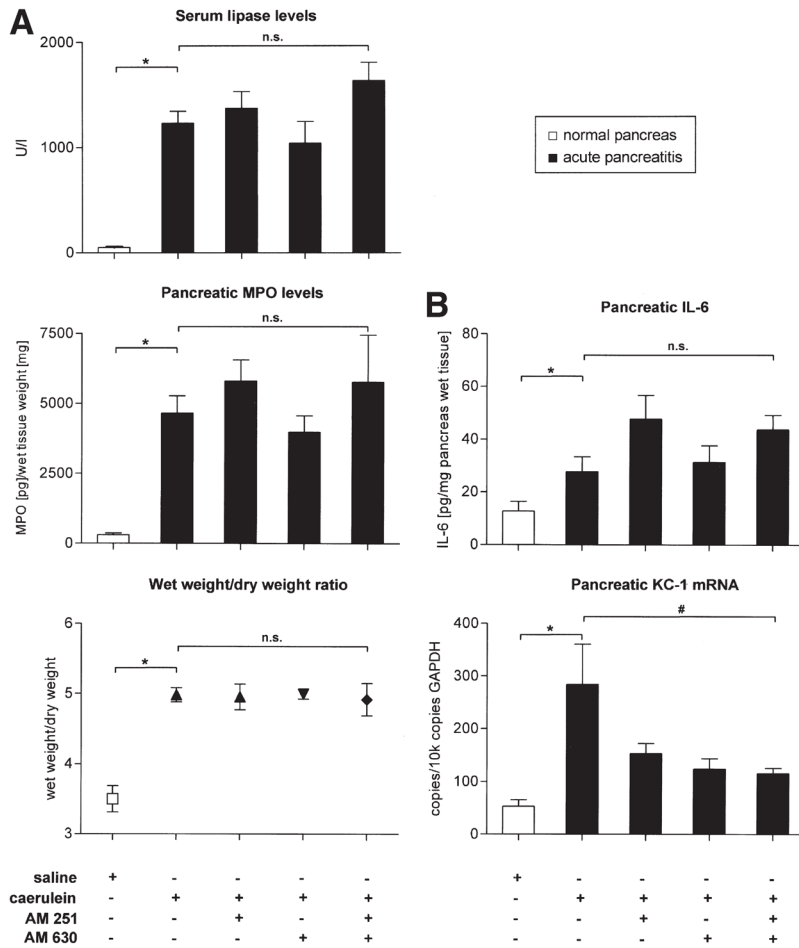 A
Serum lipase levels
n.s.
*
2000
1000
0
U/l
normal pancreas
acute pancreatitis
Pancreatic MPO levels
n.s.
*
7500
5000
2500
0
MPO [pg]/wet tissue weight [mg]
Wet weight/dry weight ratio
n.s.
*
6
5
4
3
wet weight/dry weight
B
Pancreatic IL-6
n.s.
*
80
60
40
20
0
IL-6 [pg/mg pancreas wet tissue]
Pancreatic KC-1 mRNA
#
*
400
300
200
100
0
copies/10k copies GAPDH
saline + - - - - + - - - -
caerulein - + + + + - + + + +
AM 251 - - + - + - - + - +
AM 630 - - - + + - - - + +